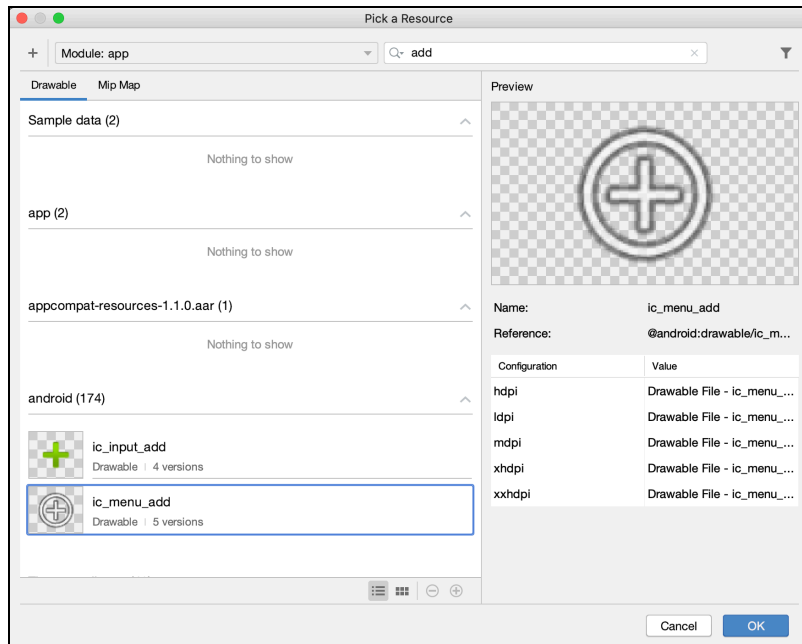 Pick a Resource
Module: app
add
Drawable Mip Map
Preview
Sample data (2)
Nothing to show
app (2)
Nothing to show
appcompat-resources-1.1.0.aar (1)
Nothing to show
android (174)
ic_input_add
Drawable | 4 versions
ic_menu_add
Drawable | 5 versions
Name: ic_menu_add
Reference: @android:drawable/ic_m...
Configuration Value
hdpi Drawable File - ic_menu_...
ldpi Drawable File - ic_menu_...
mdpi Drawable File - ic_menu_...
xhdpi Drawable File - ic_menu_...
xxhdpi Drawable File - ic_menu_...
Cancel OK